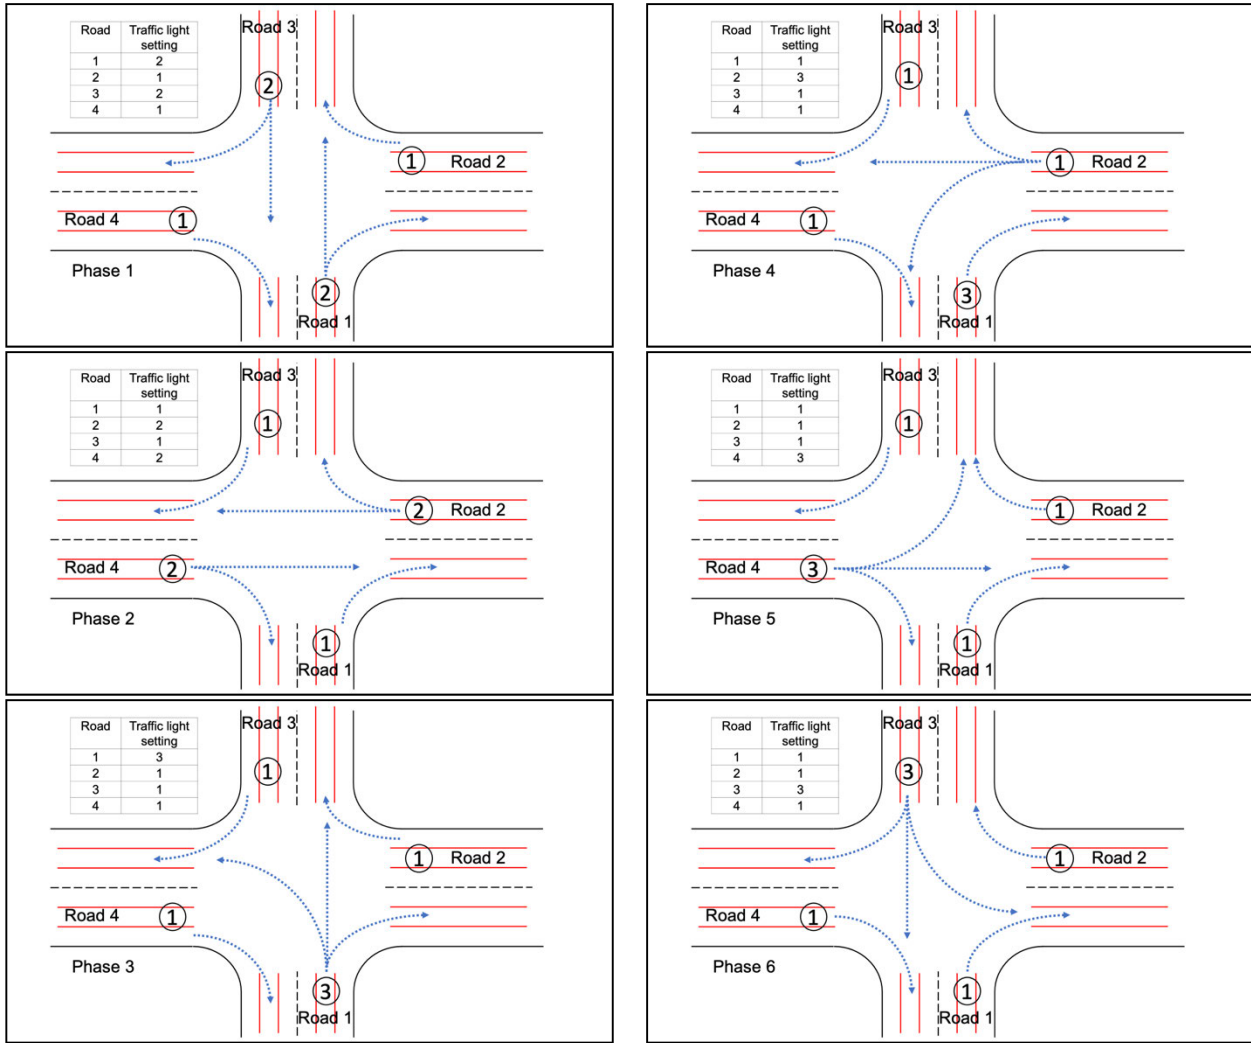 Road Traffic light
setting
1 2
2 1
3 2
4 1
Road 3
2
1
Road 2
Road 4
1
Phase 1
2
Road 1
Road Traffic light
setting
1 1
2 3
3 1
4 1
Road 3
1
1
Road 2
Road 4
1
Phase 4
3
Road 1
Road Traffic light
setting
1 1
2 2
3 1
4 2
Road 3
1
2
Road 2
Road 4
2
Phase 2
1
Road 1
Road Traffic light
setting
1 1
2 1
3 1
4 3
Road 3
1
1
Road 2
Road 4
3
Phase 5
1
Road 1
Road Traffic light
setting
1 3
2 1
3 1
4 1
Road 3
1
1
Road 2
Road 4
1
Phase 3
3
Road 1
Road Traffic light
setting
1 1
2 1
3 3
4 1
Road 3
3
1
Road 2
Road 4
1
Phase 6
1
Road 1